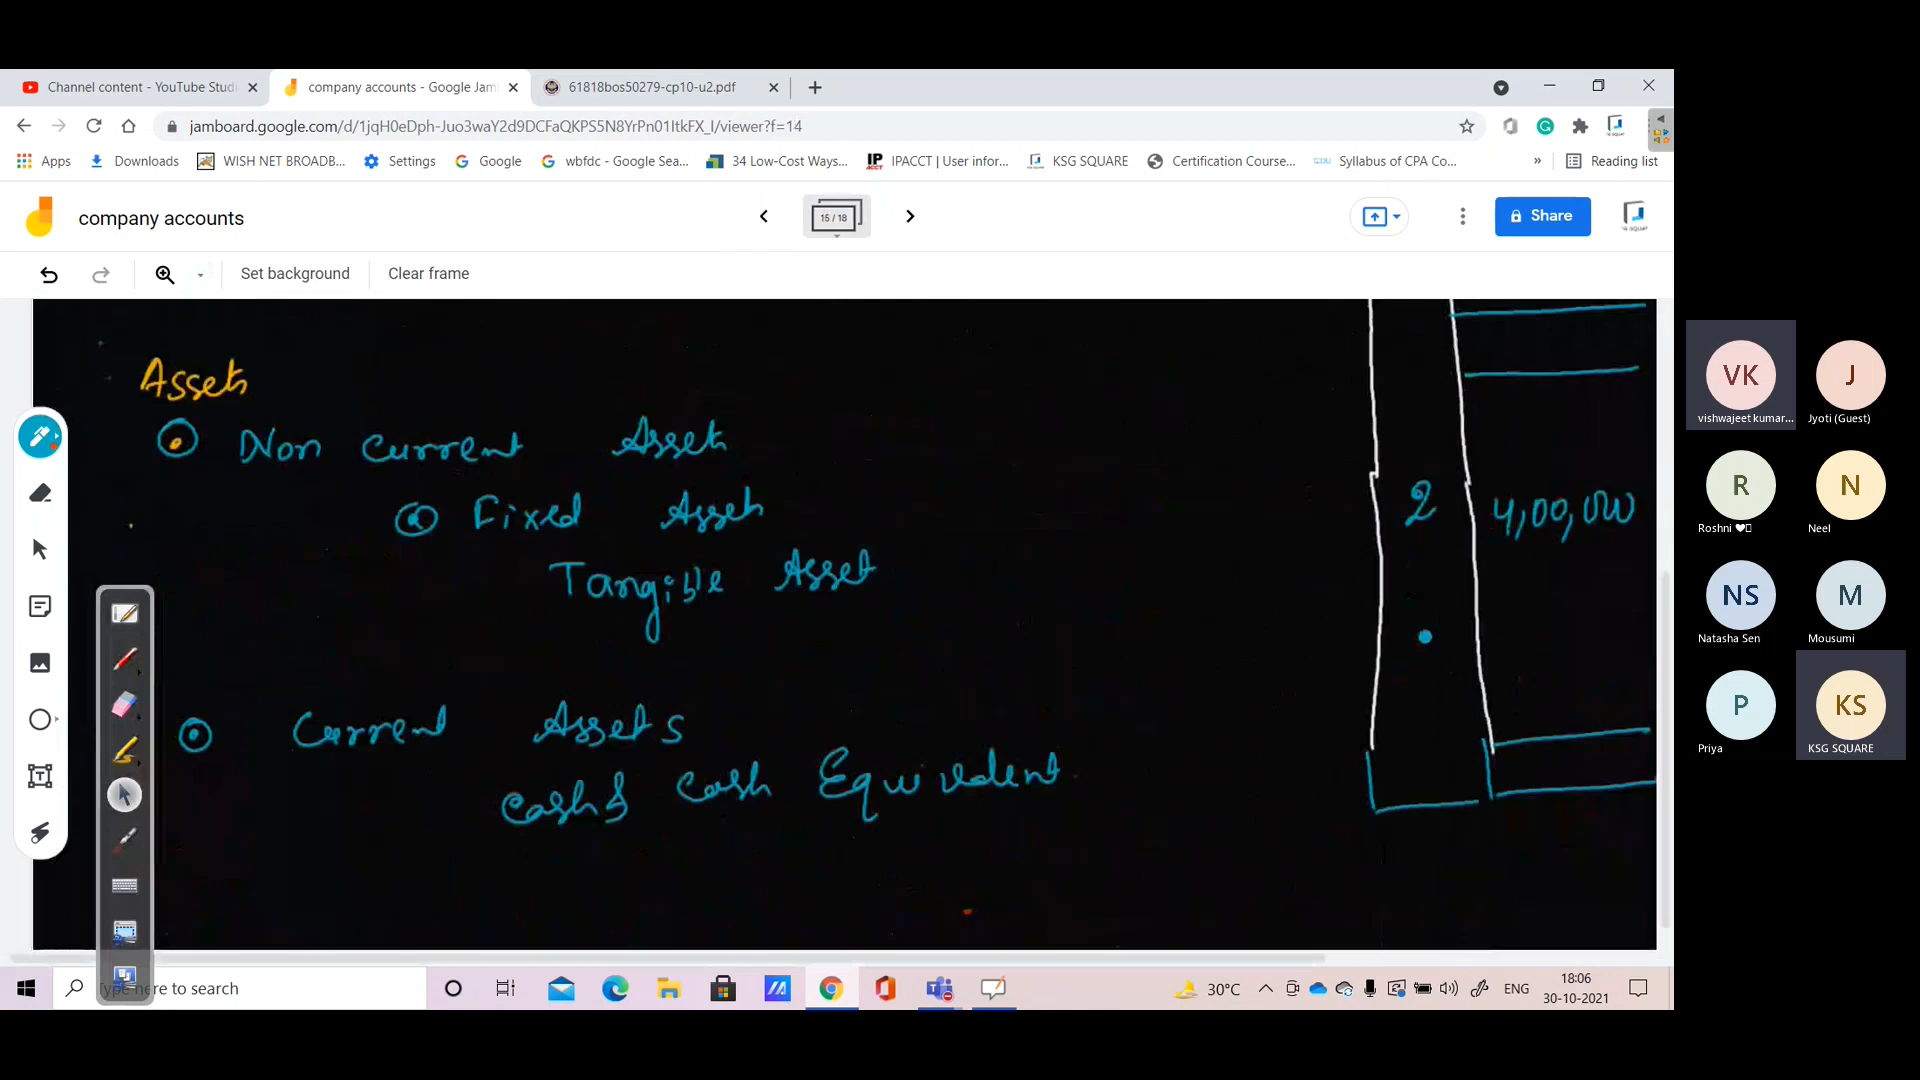 Channel content - YouTube Studi
company accounts - Google Jam
61818bos50279-cp10-u2.pdf
jamboard.google.com/d/1jqH0eDph-Juo3waY2d9DCFaQKPS5N8YrPn01ItkFX_I/viewer?f=14
Apps Downloads WISH NET BROADB... Settings Google wbfdc - Google Sea... 34 Low-Cost Ways... IPACCT | User infor... KSG SQUARE Certification Course... Syllabus of CPA Co... » Reading list
company accounts
15 / 18
Share
Set background Clear frame
Assets
Non Current Asset
(a) Fixed Asset
2 4,00,000
Tangible Asset
Current Assets
Cash & Cash Equivalent
VK J
vishwajeet kumar... Jyoti (Guest)
R N
Roshni ❤ Neel
NS M
Natasha Sen Mousumi
P KS
Priya KSG SQUARE
Type here to search
30°C ENG
18:06
30-10-2021